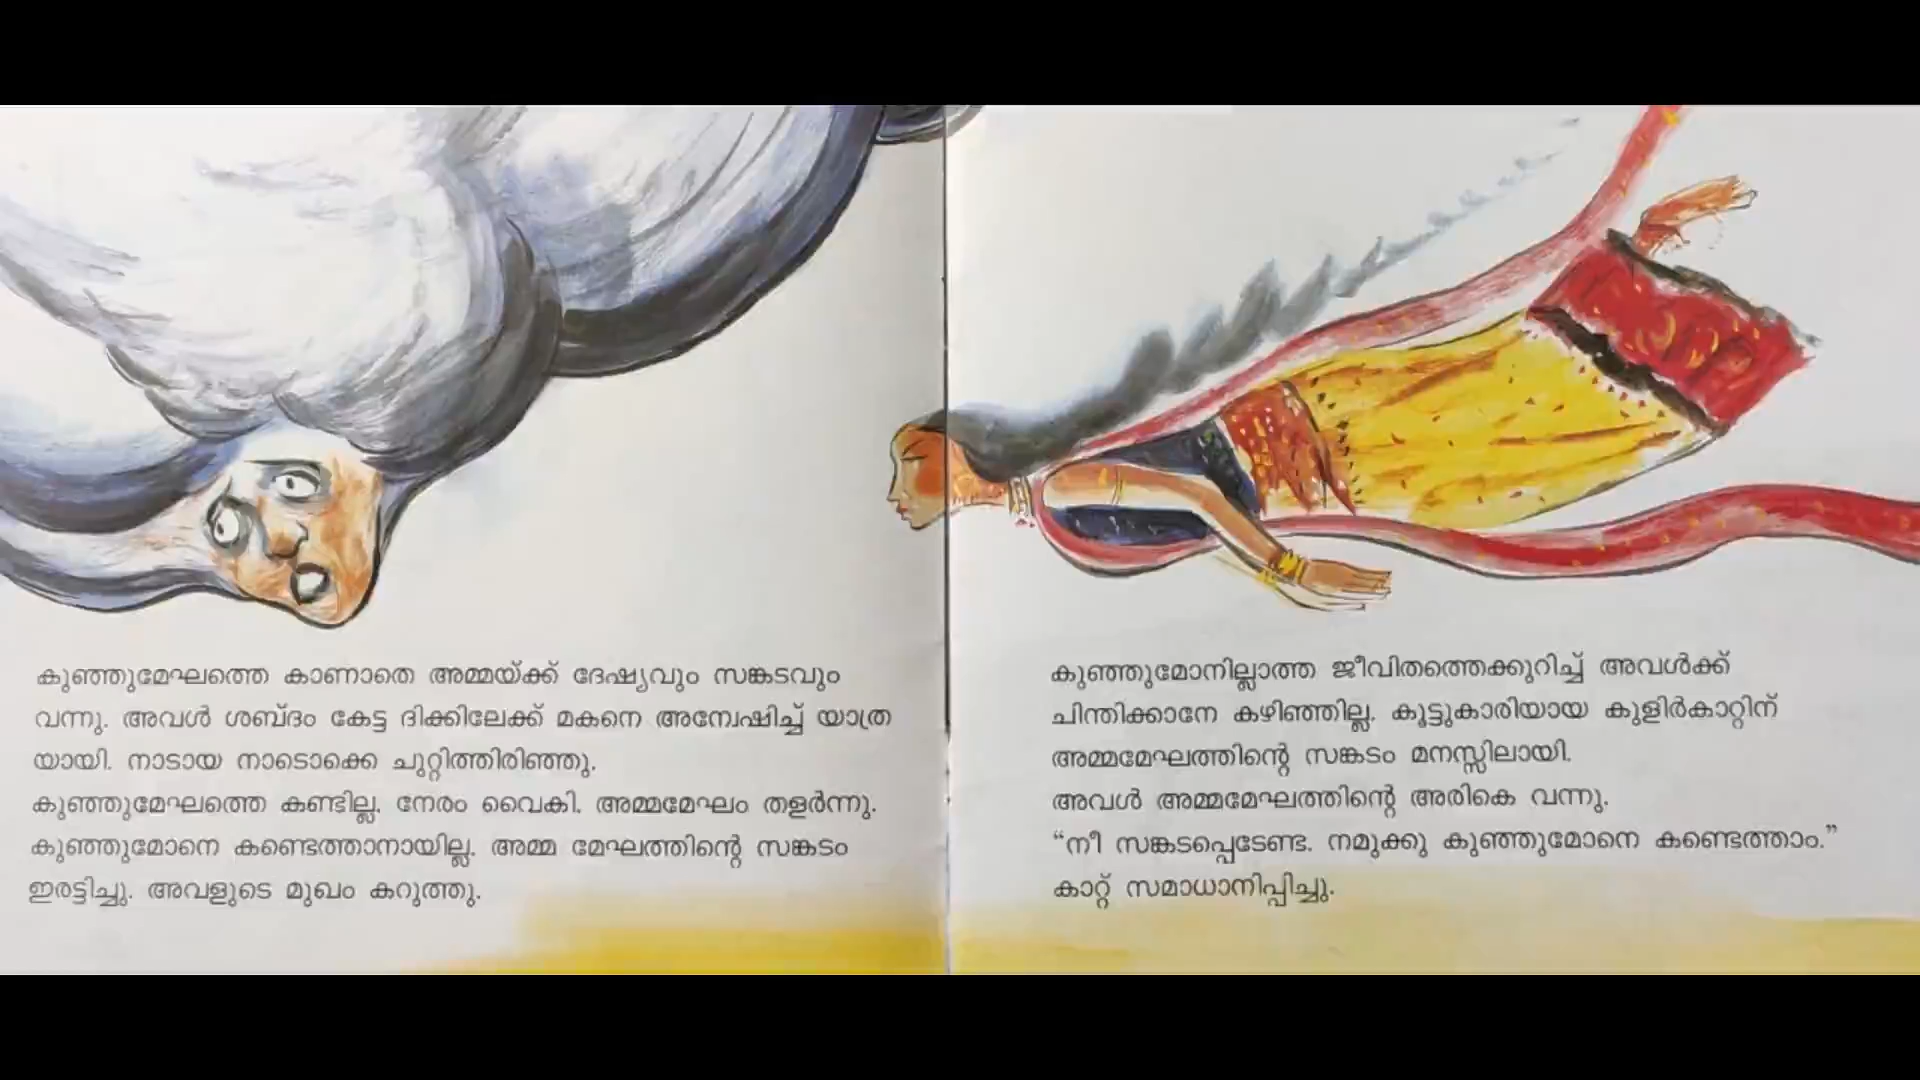 കുഞ്ഞുമേഘത്തെ കാണാതെ അമ്മയ്ക്ക് ദേഷ്യവും സങ്കടവും
വന്നു. അവൾ ശബ്ദം കേട്ട ദിക്കിലേക്ക് മകനെ അന്വേഷിച്ച് യാത്ര
യായി. നാടായ നാടൊക്കെ ചുറ്റിത്തിരിഞ്ഞു.
കുഞ്ഞുമേഘത്തെ കണ്ടില്ല. നേരം വൈകി. അമ്മമേഘം തളർന്നു.
കുഞ്ഞുമോനെ കണ്ടെത്താനായില്ല. അമ്മ മേഘത്തിന്റെ സങ്കടം
ഇരട്ടിച്ചു. അവളുടെ മുഖം കറുത്തു.
കുഞ്ഞുമോനില്ലാത്ത ജീവിതത്തെക്കുറിച്ച് അവൾക്ക്
ചിന്തിക്കാനേ കഴിഞ്ഞില്ല. കൂട്ടുകാരിയായ കുളിർകാറ്റിന്
അമ്മമേഘത്തിന്റെ സങ്കടം മനസ്സിലായി.
അവൾ അമ്മമേഘത്തിന്റെ അരികെ വന്നു.
“നീ സങ്കടപ്പെടേണ്ട. നമുക്കു കുഞ്ഞുമോനെ കണ്ടെത്താം.”
കാറ്റ് സമാധാനിപ്പിച്ചു.